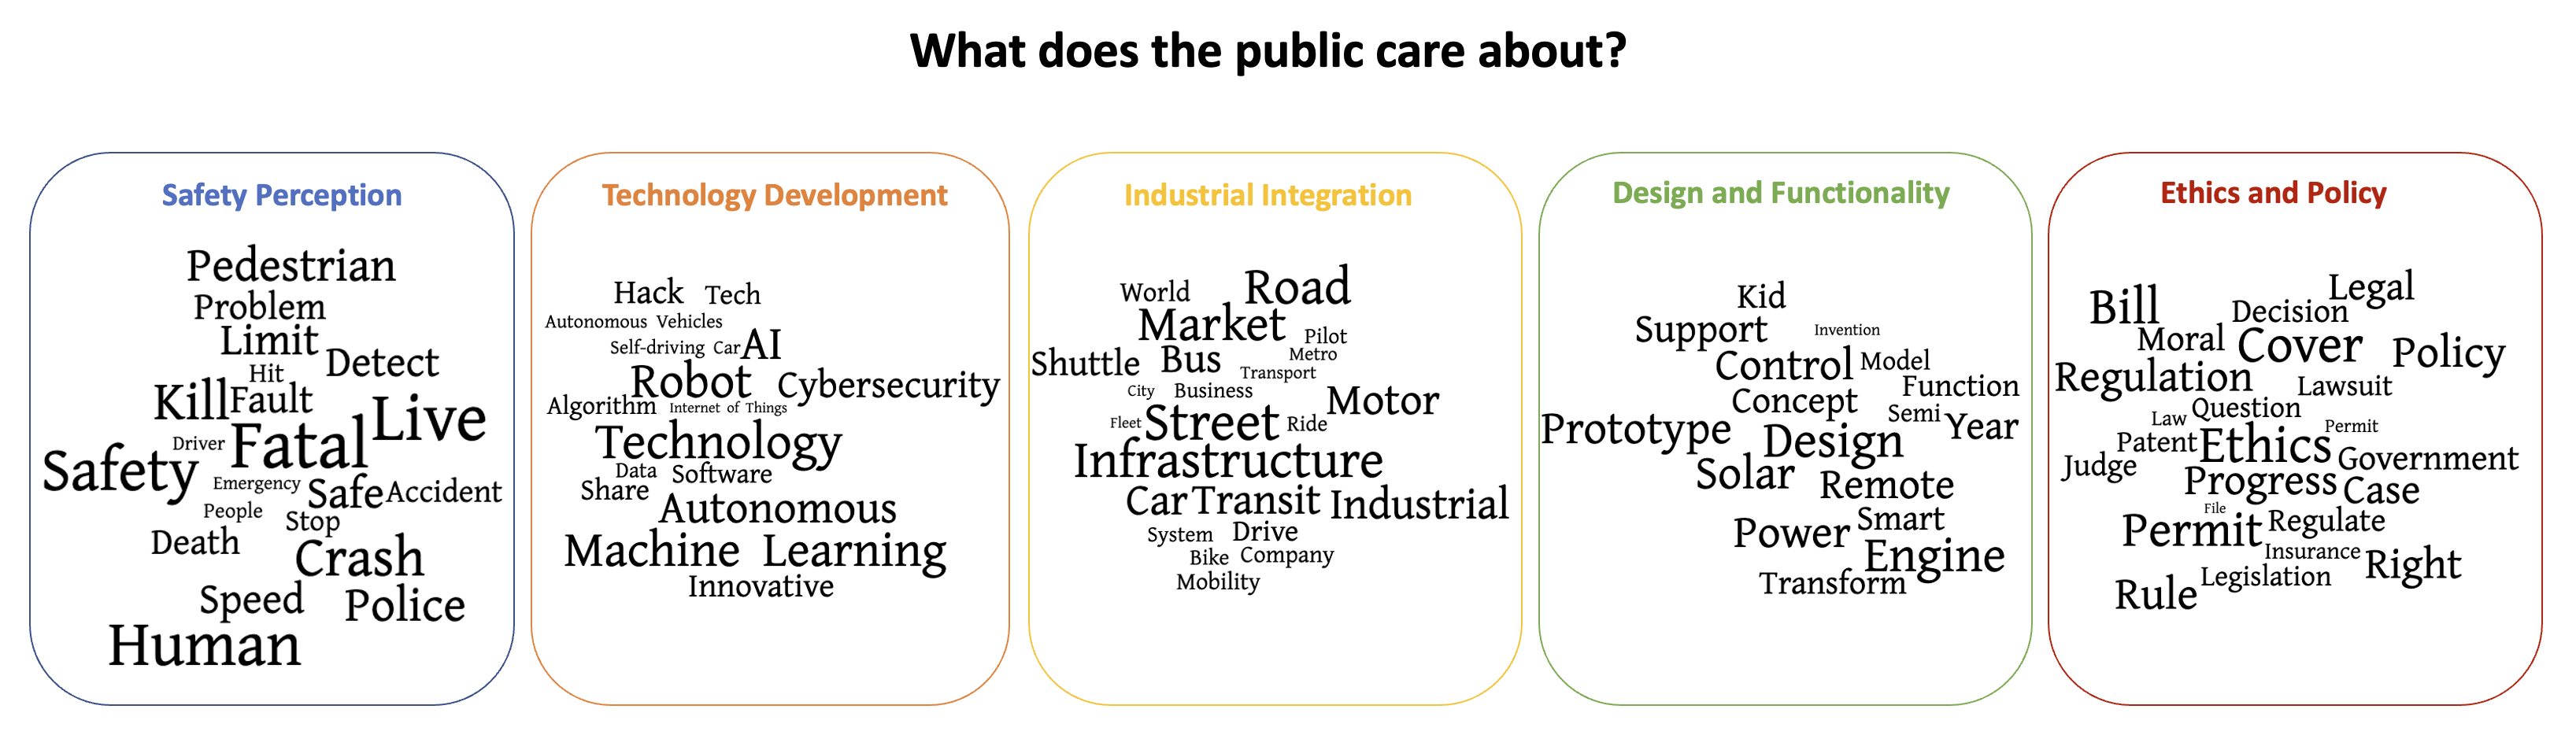 What does the public care about?
Safety Perception
Pedestrian
Problem
Limit
Detect
Hit
Kill Fault
Live
Driver Fatal
Safety
Emergency Safe Accident
People Stop
Death
Crash
Speed Police
Human
Technology Development
Hack Tech
Autonomous Vehicles
Self-driving Car AI
Robot Cybersecurity
Algorithm Internet of Things
Technology
Data Software
Share
Autonomous
Machine Learning
Innovative
Industrial Integration
World Road
Market Pilot
Shuttle Bus Metro
Transport
City Business
Motor
Fleet Street Ride
Infrastructure
Car Transit Industrial
System Drive
Bike Company
Mobility
Design and Functionality
Kid
Support Invention
Control Model
Function
Concept Semi
Prototype Year
Design
Solar Remote
Power Smart
Engine
Transform
Ethics and Policy
Legal
Bill Decision
Moral Cover Policy
Regulation Lawsuit
Law Question
Permit
Patent Ethics Government
Judge
Progress Case
File
Permit Regulate
Insurance
Legislation Right
Rule